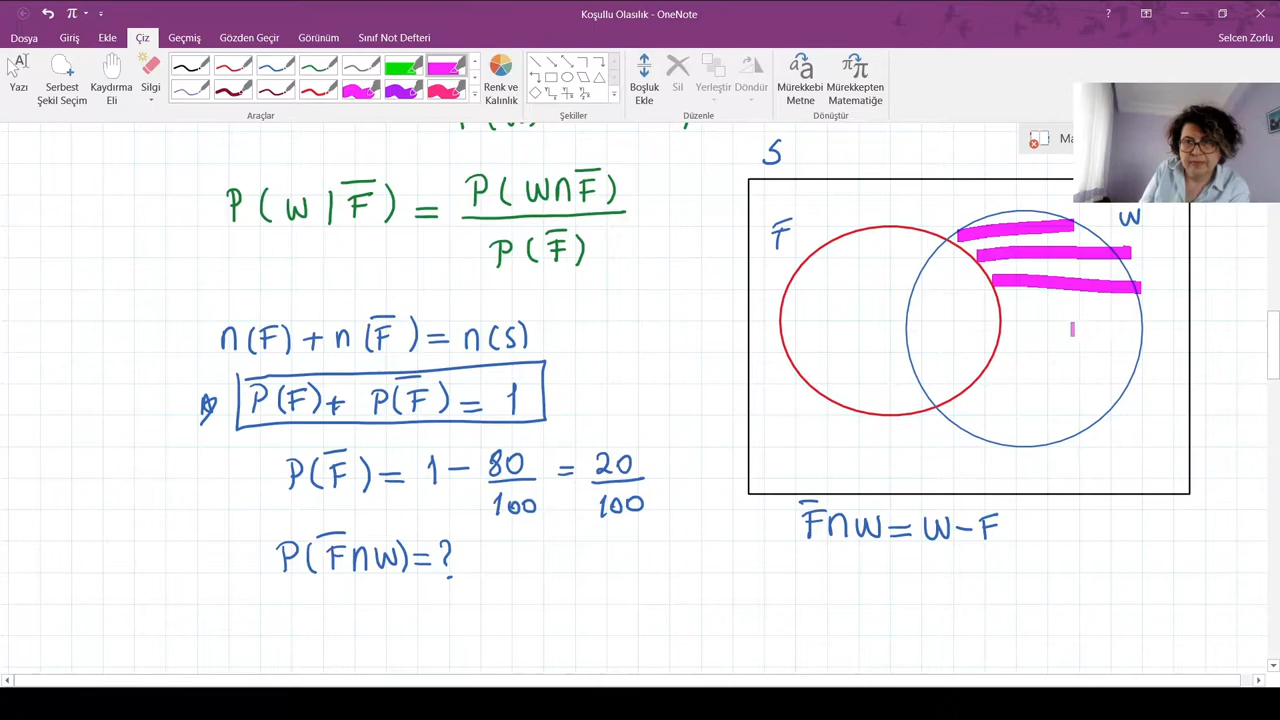 Koşullu Olasılık - OneNote
Dosya Giriş Ekle Çiz Geçmiş Gözden Geçir Görünüm Sınıf Not Defteri Selcen Zorlu
Yazı Serbest Şekil Seçim Kaydırma Eli Silgi Renk ve Kalınlık Boşluk Ekle Sil Yerleştir Döndür Mürekkebi Metne Mürekkepten Matematiğe
Araçlar Şekiller Düzenle Dönüştür
S
P(W|F̅) = P(W∩F̅) / P(F̅)
F̅ W
n(F) + n(F̅) = n(S)
P(F) + P(F̅) = 1
P(F̅) = 1 − 80/100 = 20/100
F̅∩W = W−F
P(F̅∩W) = ?